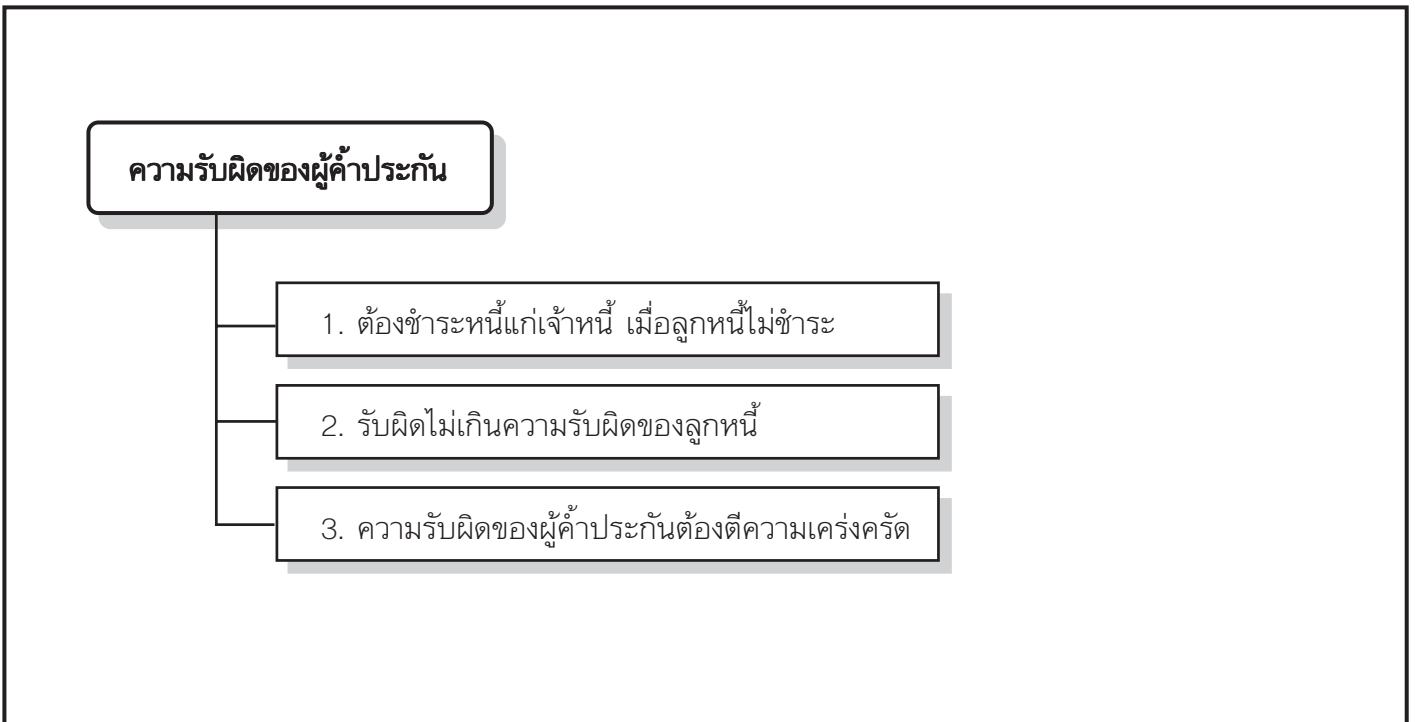 ความรับผิดของผู้ค้ำประกัน
1. ต้องชำระหนี้แก่เจ้าหนี้ เมื่อลูกหนี้ไม่ชำระ
2. รับผิดไม่เกินความรับผิดของลูกหนี้
3. ความรับผิดของผู้ค้ำประกันต้องตีความเคร่งครัด